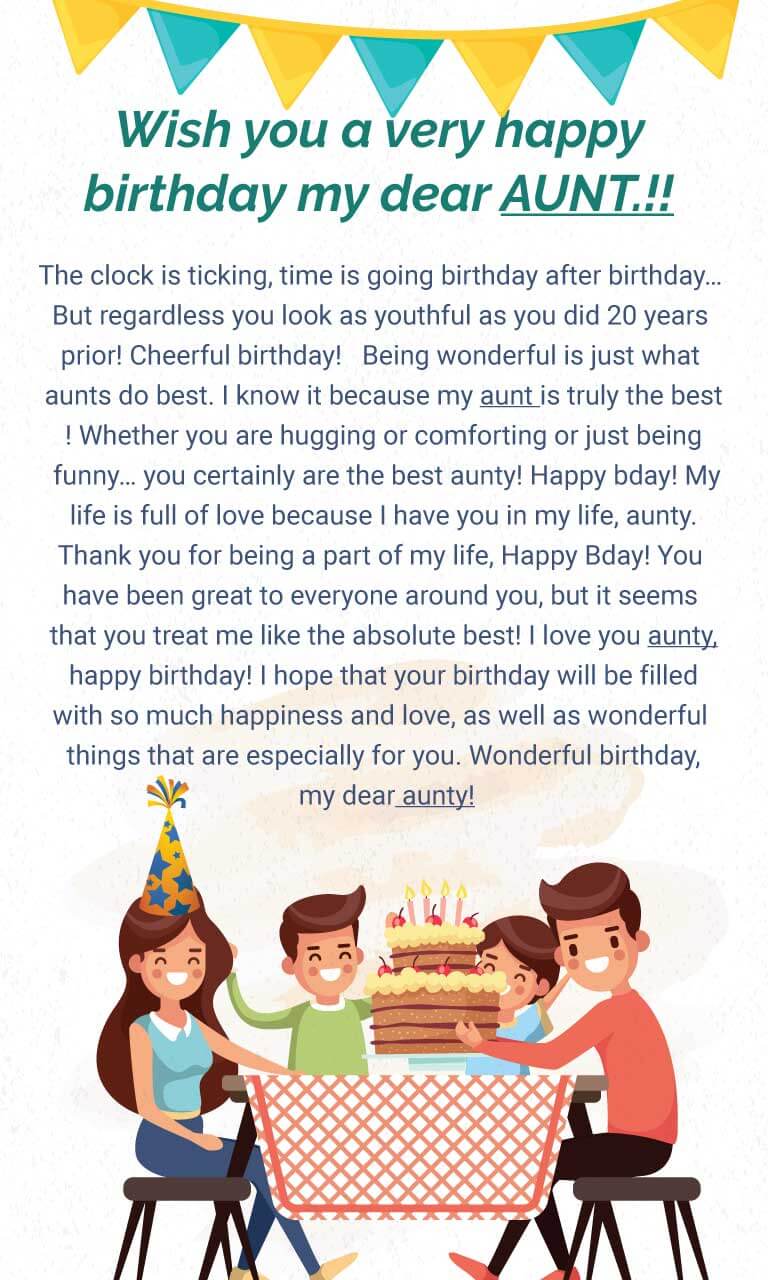 Wish you a very happy
birthday my dear AUNT.!!
The clock is ticking, time is going birthday after birthday...
But regardless you look as youthful as you did 20 years
prior! Cheerful birthday!   Being wonderful is just what
aunts do best. I know it because my aunt is truly the best
! Whether you are hugging or comforting or just being
funny... you certainly are the best aunty! Happy bday! My
life is full of love because I have you in my life, aunty.
Thank you for being a part of my life, Happy Bday! You
have been great to everyone around you, but it seems
that you treat me like the absolute best! I love you aunty,
happy birthday! I hope that your birthday will be filled
with so much happiness and love, as well as wonderful
things that are especially for you. Wonderful birthday,
my dear aunty!